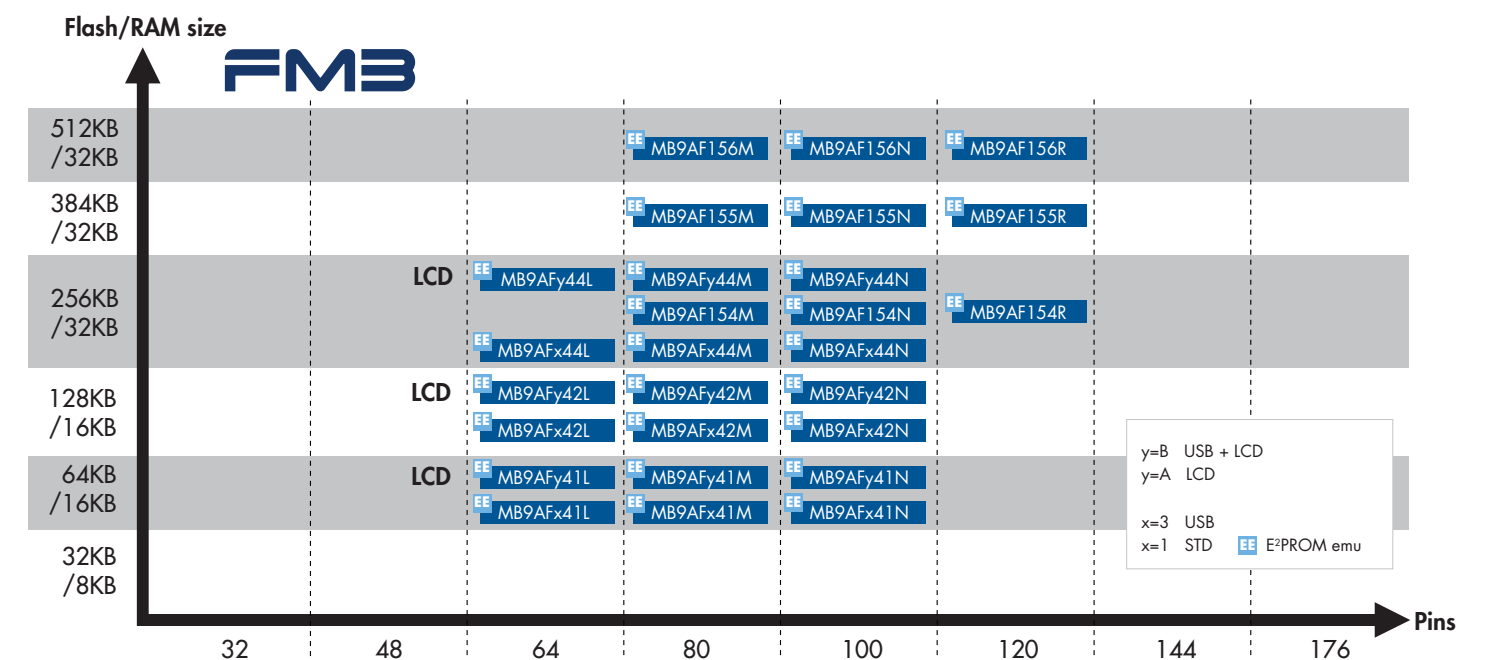 Flash/RAM size
FM3
512KB
/32KB
EE MB9AF156M EE MB9AF156N EE MB9AF156R
384KB
/32KB
EE MB9AF155M EE MB9AF155N EE MB9AF155R
256KB
/32KB
LCD EE MB9AFy44L EE MB9AFy44M EE MB9AFy44N
EE MB9AF154M EE MB9AF154N EE MB9AF154R
EE MB9AFx44L EE MB9AFx44M EE MB9AFx44N
128KB
/16KB
LCD EE MB9AFy42L EE MB9AFy42M EE MB9AFy42N
EE MB9AFx42L EE MB9AFx42M EE MB9AFx42N
64KB
/16KB
LCD EE MB9AFy41L EE MB9AFy41M EE MB9AFy41N
EE MB9AFx41L EE MB9AFx41M EE MB9AFx41N
32KB
/8KB
y=B USB + LCD
y=A LCD
x=3 USB
x=1 STD EE E²PROM emu
Pins
32 48 64 80 100 120 144 176